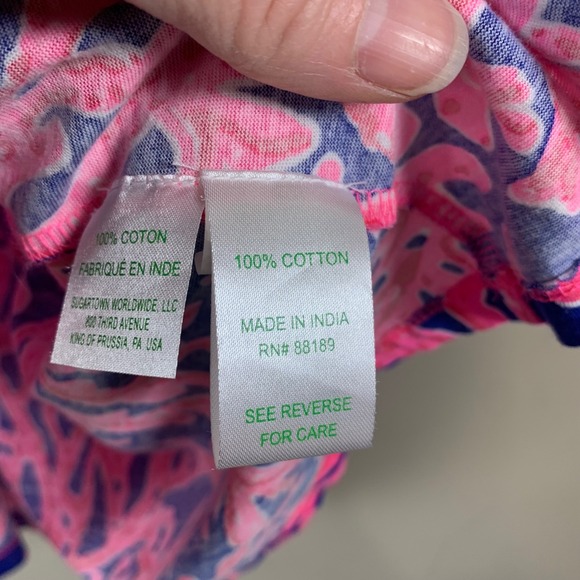 100% COTON
FABRIQUÉ EN INDE
SUGARTOWN WORLDWIDE, LLC
800 THIRD AVENUE
KING OF PRUSSIA, PA USA
100% COTTON
MADE IN INDIA
RN# 88189
SEE REVERSE
FOR CARE